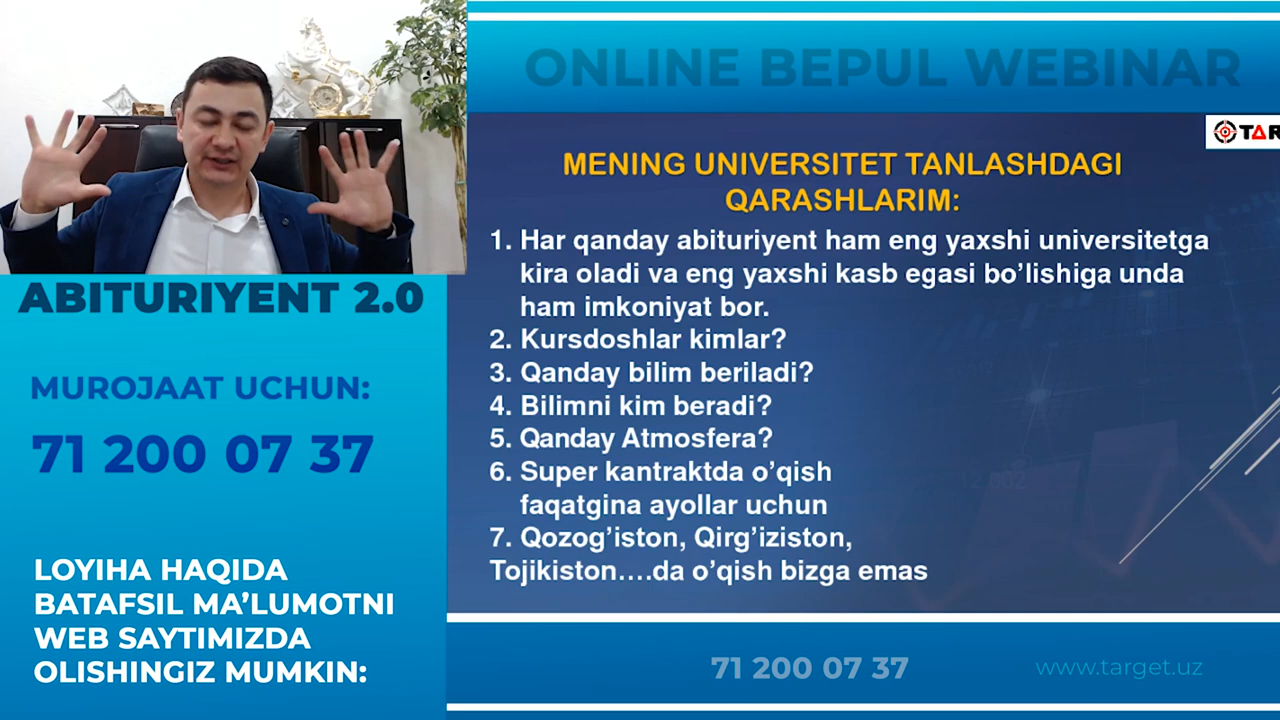 ONLINE BEPUL WEBINAR
MENING UNIVERSITET TANLASHDAGI
QARASHLARIM:
1. Har qanday abituriyent ham eng yaxshi universitetga
kira oladi va eng yaxshi kasb egasi bo’lishiga unda
ham imkoniyat bor.
2. Kursdoshlar kimlar?
3. Qanday bilim beriladi?
4. Bilimni kim beradi?
5. Qanday Atmosfera?
6. Super kantraktda o’qish
faqatgina ayollar uchun
7. Qozog’iston, Qirg’iziston,
Tojikiston….da o’qish bizga emas
ABITURIYENT 2.0
MUROJAAT UCHUN:
71 200 07 37
LOYIHA HAQIDA
BATAFSIL MA’LUMOTNI
WEB SAYTIMIZDA
OLISHINGIZ MUMKIN:
71 200 07 37
www.target.uz